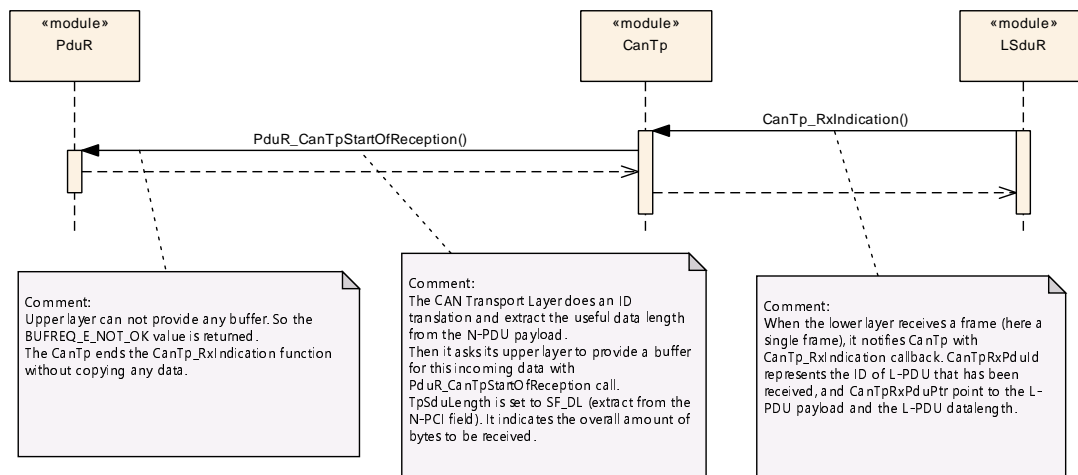 «module»
PduR
«module»
CanTp
«module»
LSduR
CanTp_RxIndication()
PduR_CanTpStartOfReception()
Comment:
Upper layer can not provide any buffer. So the
BUFREQ_E_NOT_OK value is returned.
The CanTp ends the CanTp_RxIndication function
without copying any data.
Comment:
The CAN Transport Layer does an ID
translation and extract the useful data length
from the N-PDU payload.
Then it asks its upper layer to provide a buffer
for this incoming data with
PduR_CanTpStartOfReception call.
TpSduLength is set to SF_DL (extract from the
N-PCI field). It indicates the overall amount of
bytes to be received.
Comment:
When the lower layer receives a frame (here a
single frame), it notifies CanTp with
CanTp_RxIndication callback. CanTpRxPduId
represents the ID of L-PDU that has been
received, and CanTpRxPduPtr point to the L-
PDU payload and the L-PDU datalength.